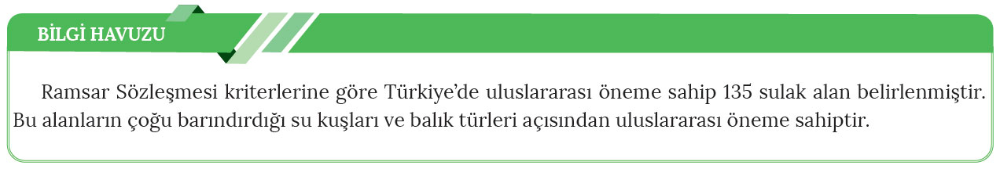 BİLGİ HAVUZU
Ramsar Sözleşmesi kriterlerine göre Türkiye’de uluslararası öneme sahip 135 sulak alan belirlenmiştir.
Bu alanların çoğu barındırdığı su kuşları ve balık türleri açısından uluslararası öneme sahiptir.